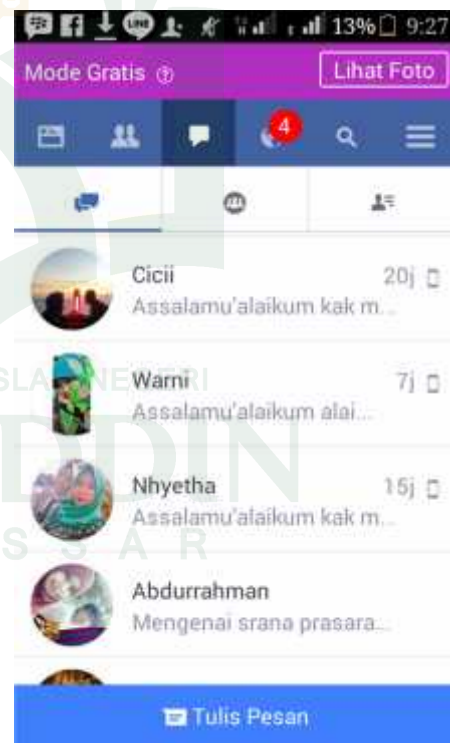 LINE 13% 9:27
Mode Gratis ? Lihat Foto
4
Cicii 20j
Assalamu'alaikum kak m...
Warni 7j
Assalamu'alaikum alai...
Nhyetha 15j
Assalamu'alaikum kak m...
Abdurrahman
Mengenai srana prasara...
Tulis Pesan